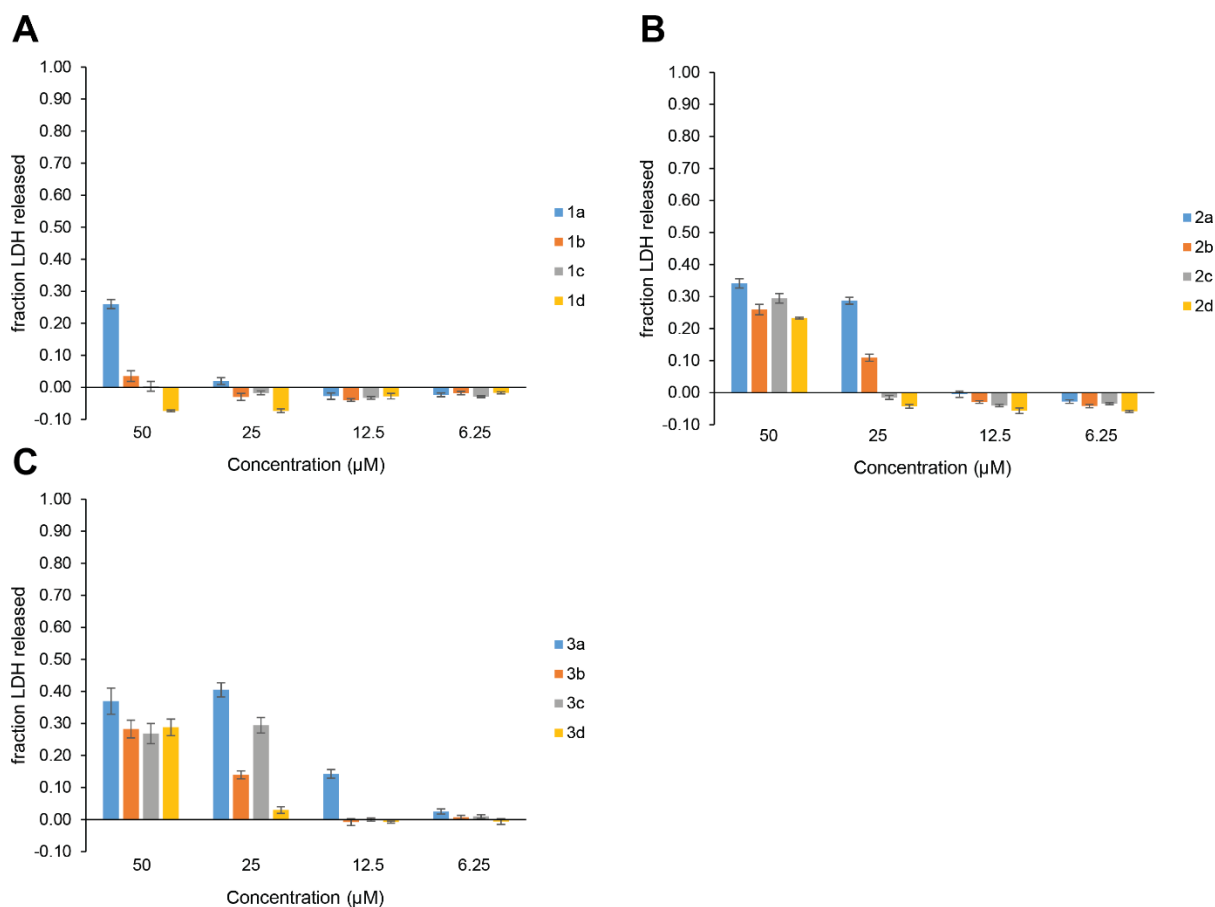 A
1.00
0.90
0.80
0.70
0.60
0.50
0.40
0.30
0.20
0.10
0.00
-0.10
fraction LDH released
50 25 12.5 6.25
Concentration (µM)
1a
1b
1c
1d
B
1.00
0.90
0.80
0.70
0.60
0.50
0.40
0.30
0.20
0.10
0.00
-0.10
fraction LDH released
50 25 12.5 6.25
Concentration (µM)
2a
2b
2c
2d
C
1.00
0.90
0.80
0.70
0.60
0.50
0.40
0.30
0.20
0.10
0.00
-0.10
fraction LDH released
50 25 12.5 6.25
Concentration (µM)
3a
3b
3c
3d